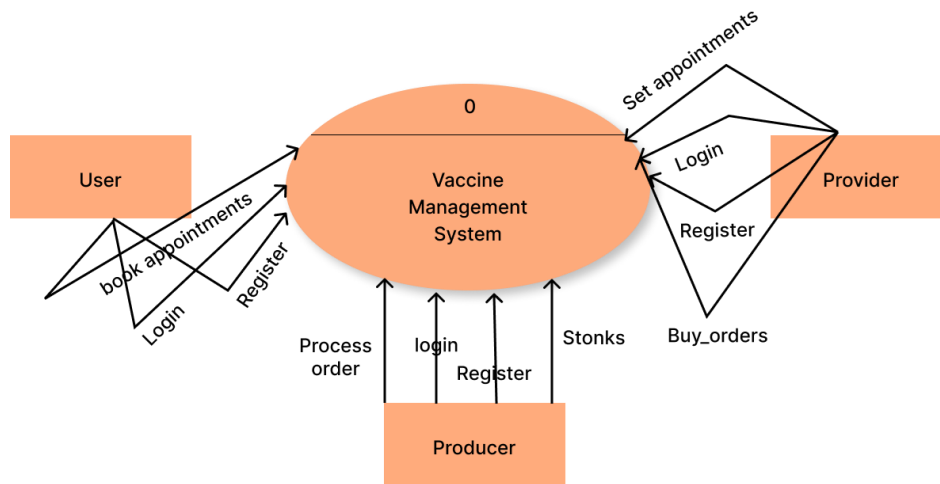 Set appointments
0
User
Vaccine
Management
System
Login
Provider
book appointments
Register
Login
Register
Buy_orders
Process
order
login
Register
Stonks
Producer